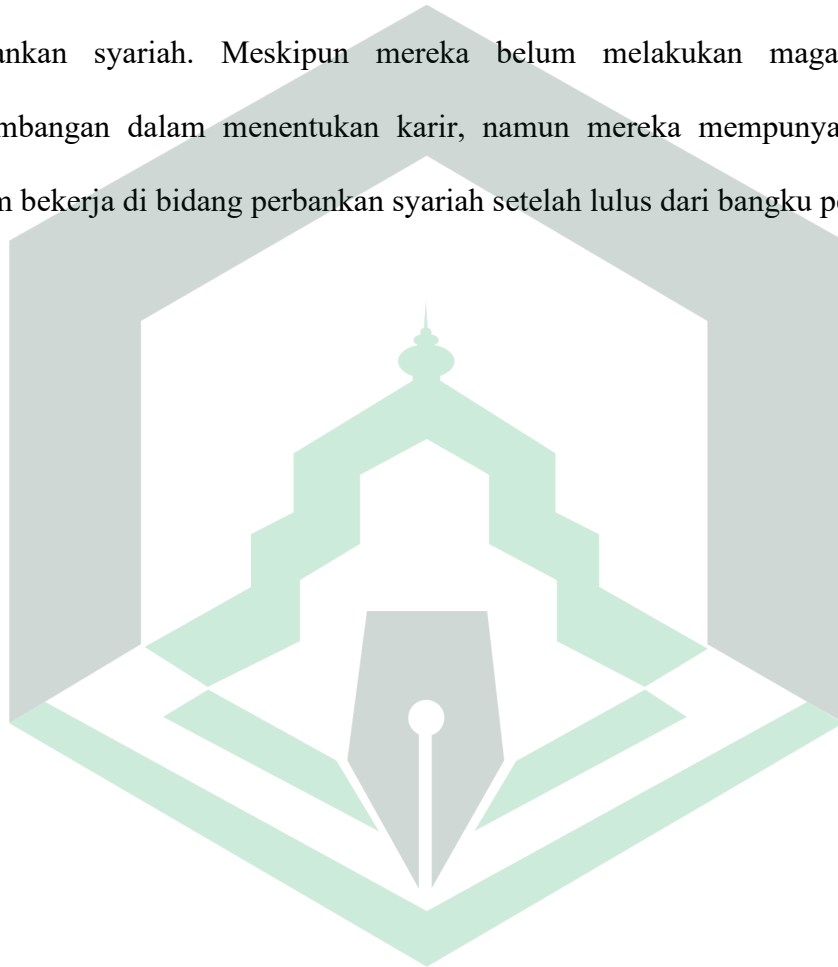 ankan syariah. Meskipun mereka belum melakukan maga
mbangan dalam menentukan karir, namun mereka mempunya
m bekerja di bidang perbankan syariah setelah lulus dari bangku pe